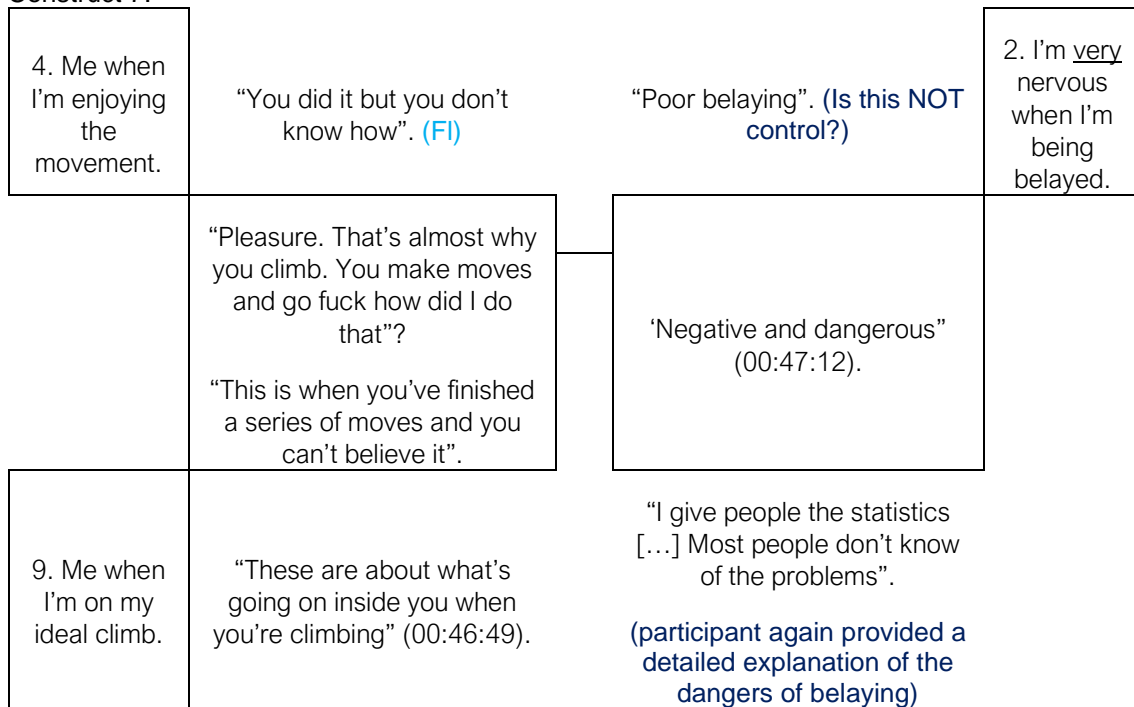 4. Me when
I'm enjoying
the
movement.
“You did it but you don't
know how”. (FI)
“Poor belaying”. (Is this NOT
control?)
2. I'm very
nervous
when I'm
being
belayed.
“Pleasure. That's almost why
you climb. You make moves
and go fuck how did I do
that”?
“This is when you've finished
a series of moves and you
can't believe it”.
‘Negative and dangerous”
(00:47:12).
9. Me when
I'm on my
ideal climb.
“These are about what's
going on inside you when
you're climbing” (00:46:49).
“I give people the statistics
[…] Most people don't know
of the problems”.
(participant again provided a
detailed explanation of the
dangers of belaying)